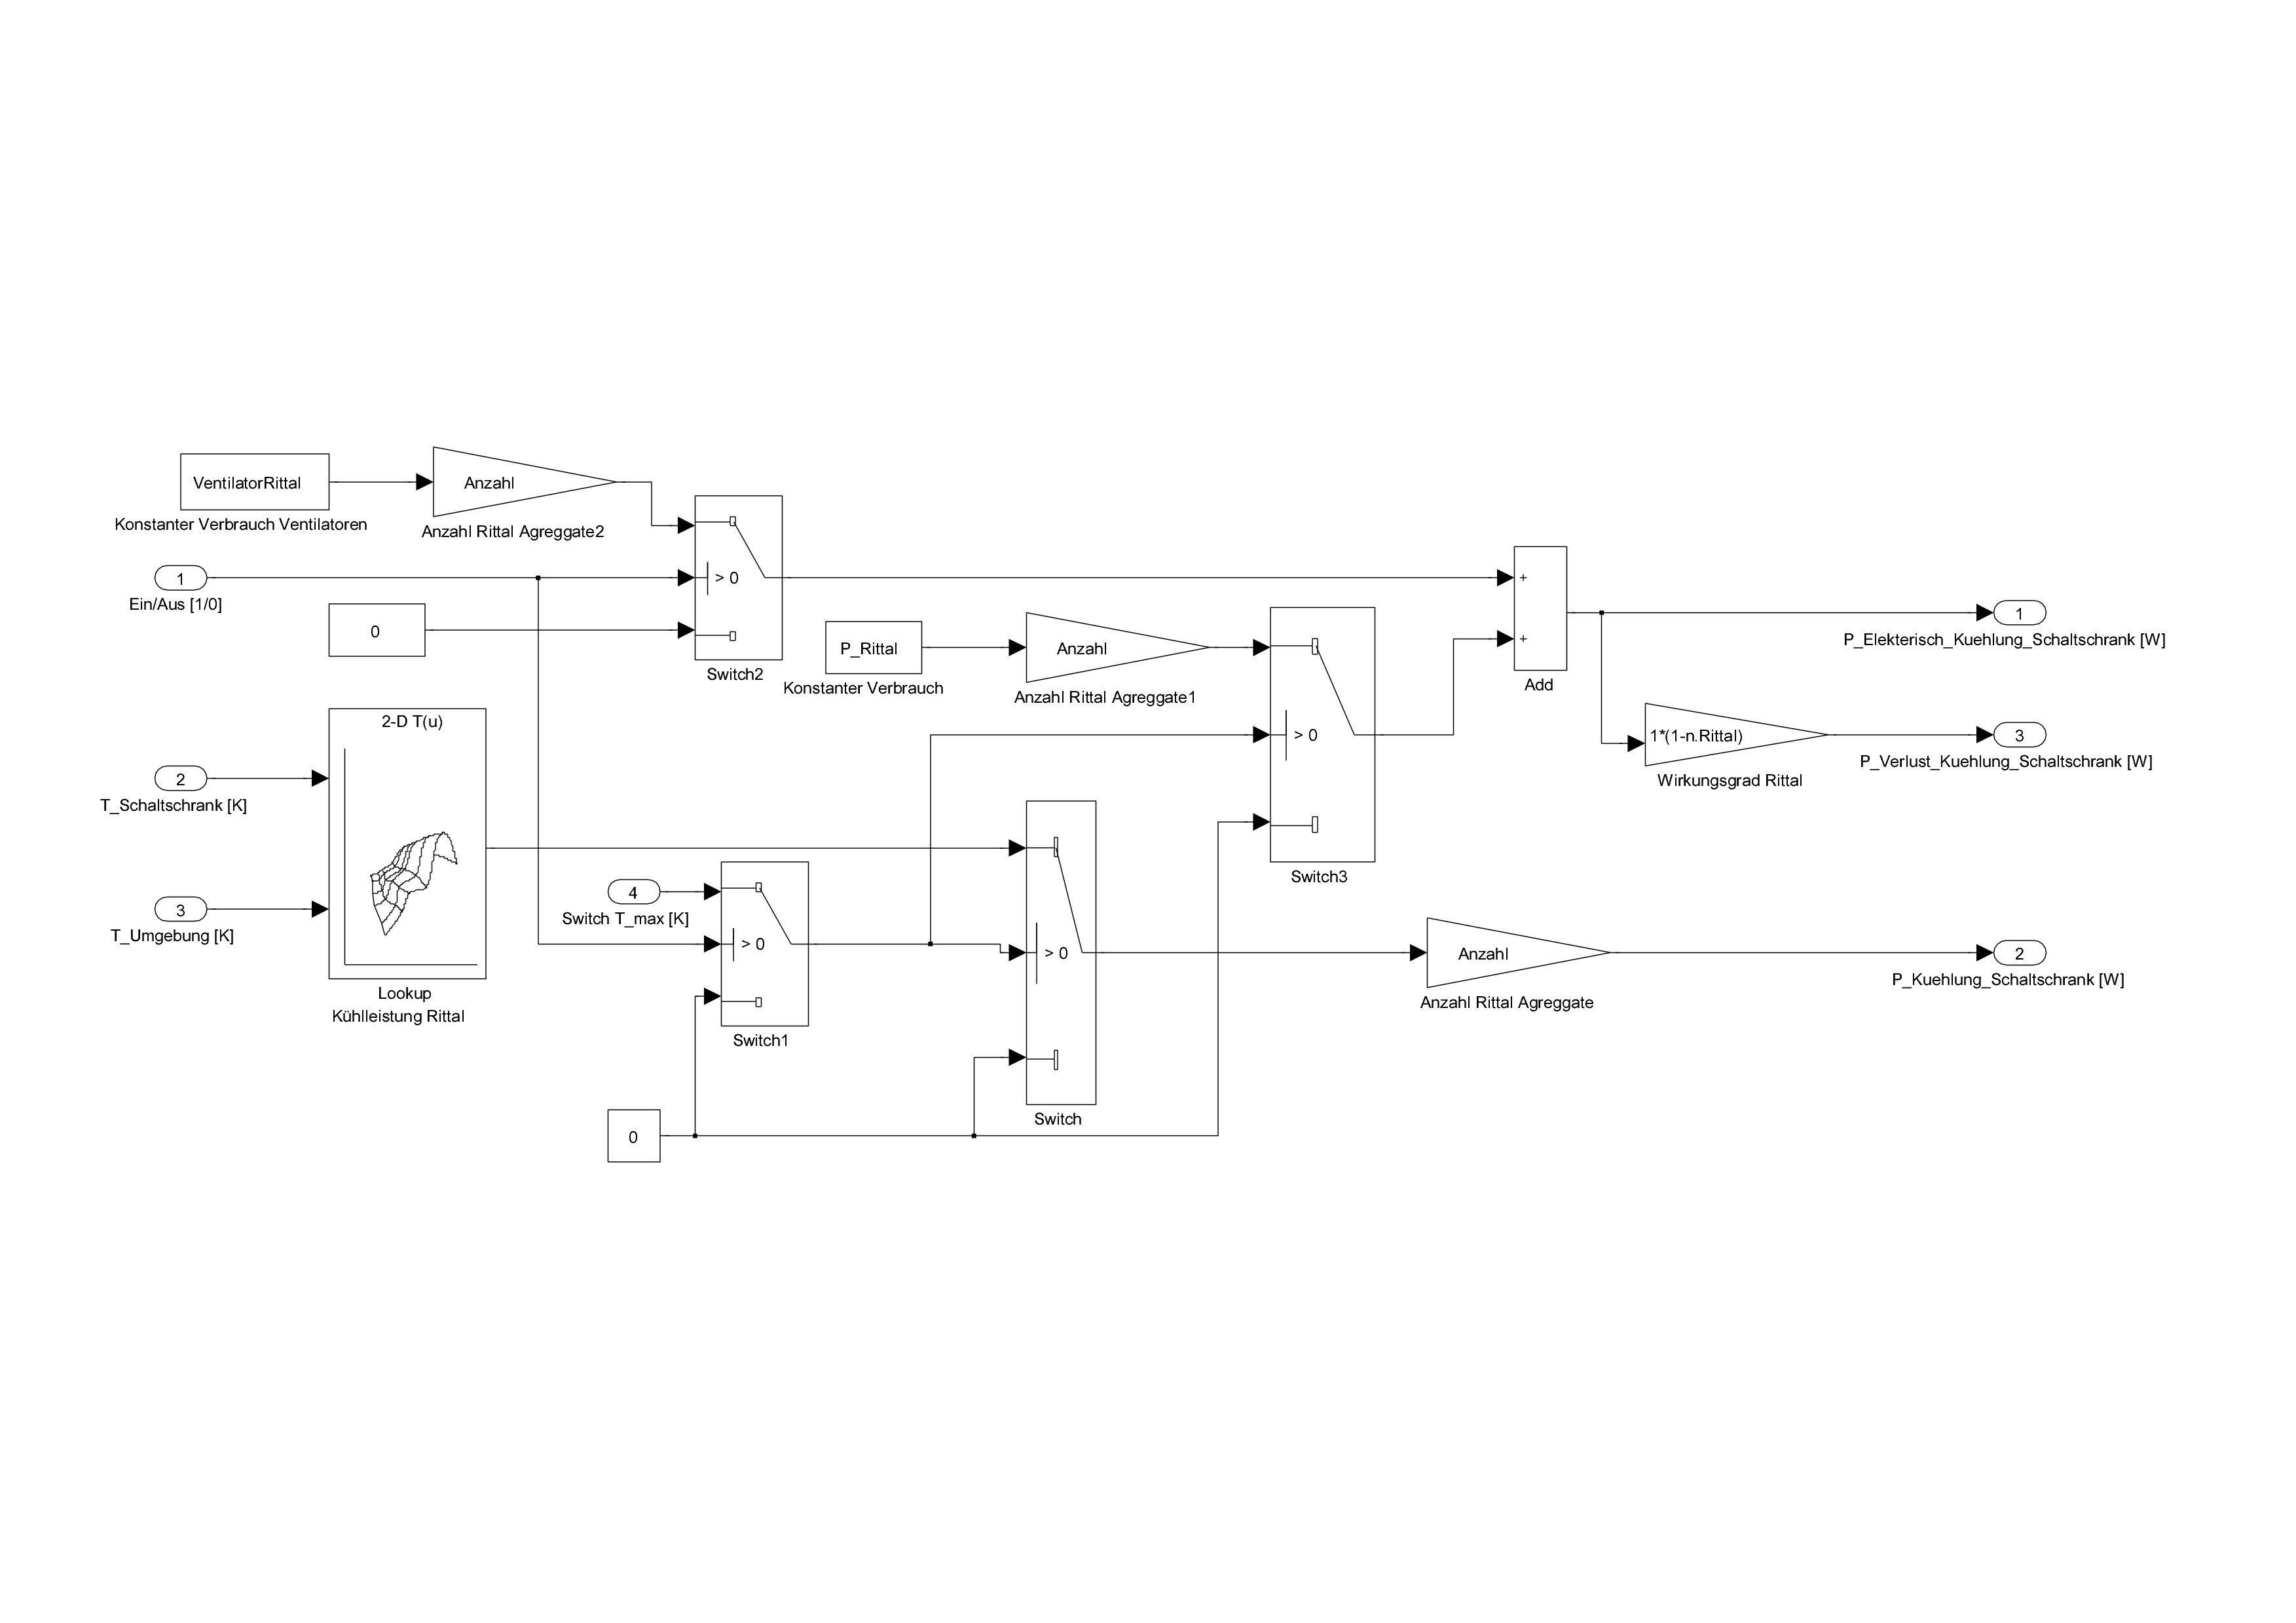 VentilatorRittal
Konstanter Verbrauch Ventilatoren
Anzahl
Anzahl Rittal Agreggate2
1
Ein/Aus [1/0]
0
> 0
Switch2
P_Rittal
Konstanter Verbrauch
Anzahl
Anzahl Rittal Agreggate1
> 0
Switch3
+
+
Add
1
P_Elekterisch_Kuehlung_Schaltschrank [W]
1*(1-n.Rittal)
Wirkungsgrad Rittal
3
P_Verlust_Kuehlung_Schaltschrank [W]
2-D T(u)
2
T_Schaltschrank [K]
3
T_Umgebung [K]
Lookup
Kühlleistung Rittal
4
Switch T_max [K]
> 0
Switch1
> 0
Switch
0
Anzahl
Anzahl Rittal Agreggate
2
P_Kuehlung_Schaltschrank [W]